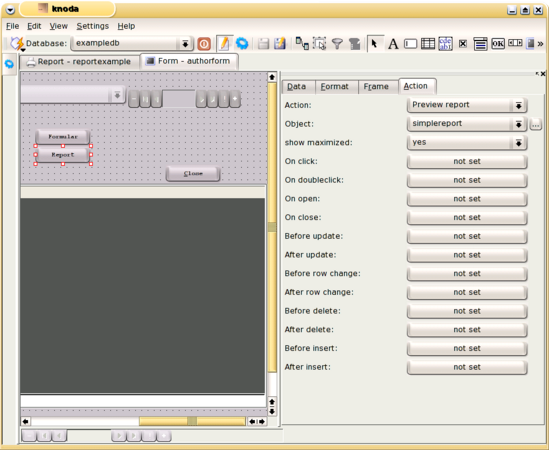 knoda
File Edit View Settings Help
Database: exampledb
OK
Report - reportexample Form - authorform
Data Format Frame Action
Action: Preview report
Object: simplereport ...
show maximized: yes
On click: not set
On doubleclick: not set
On open: not set
On close: not set
Before update: not set
After update: not set
Before row change: not set
After row change: not set
Before delete: not set
After delete: not set
Before insert: not set
After insert: not set
Formular
Report
Close